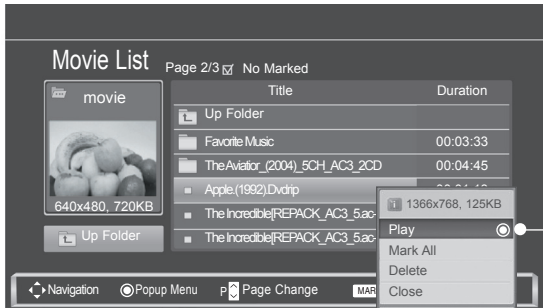 Movie List Page 2/3 No Marked
movie
640x480, 720KB
Up Folder
Title Duration
Up Folder
Favorite Music 00:03:33
TheAviatior_(2004)_5CH_AC3_2CD 00:04:45
Apple.(1992).Dvdrip
The Incredible[REPACK_AC3_5.ac-
The Incredible[REPACK_AC3_5.ac-
1366x768, 125KB
Play
Mark All
Delete
Close
Navigation Popup Menu P Page Change MAR